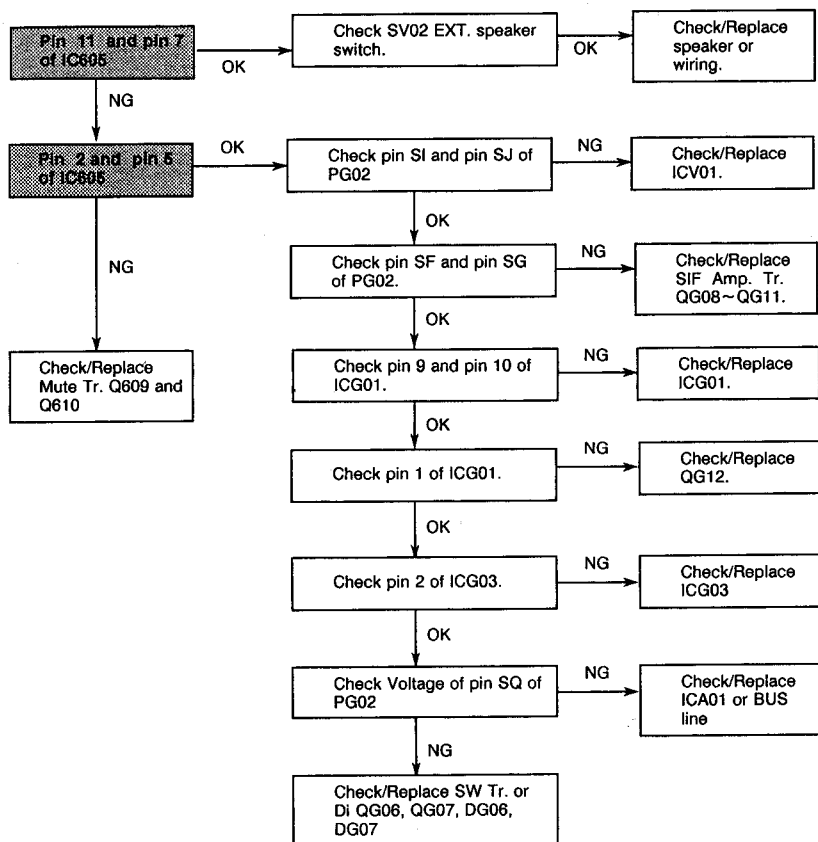 Pin 11 and pin 7
of IC605
OK
Check SV02 EXT. speaker
switch.
OK
Check/Replace
speaker or
wiring.
NG
Pin 2 and pin 5
of IC605
OK
Check pin SI and pin SJ of
PG02
NG
Check/Replace
ICV01.
OK
NG
Check pin SF and pin SG
of PG02.
NG
Check/Replace
SIF Amp. Tr.
QG08~QG11.
OK
Check/Replace
Mute Tr. Q609 and
Q610
Check pin 9 and pin 10 of
ICG01.
NG
Check/Replace
ICG01.
OK
Check pin 1 of ICG01.
NG
Check/Replace
QG12.
OK
Check pin 2 of ICG03.
NG
Check/Replace
ICG03
OK
Check Voltage of pin SQ of
PG02
NG
Check/Replace
ICA01 or BUS
line
NG
Check/Replace SW Tr. or
Di QG06, QG07, DG06,
DG07